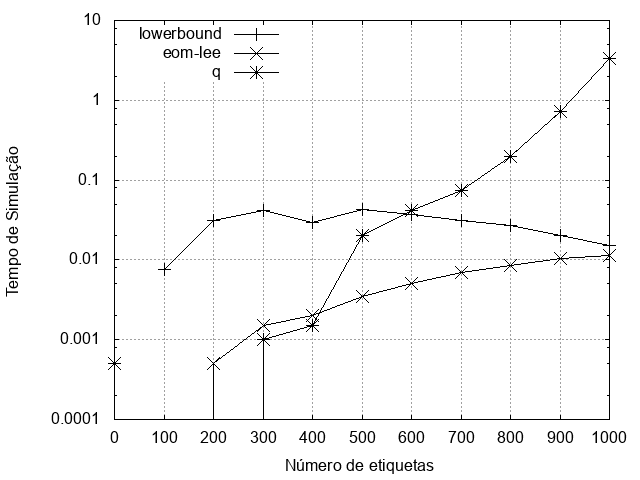 10
1
0.1
0.01
0.001
0.0001
Tempo de Simulação
lowerbound
eom-lee
q
0 100 200 300 400 500 600 700 800 900 1000
Número de etiquetas